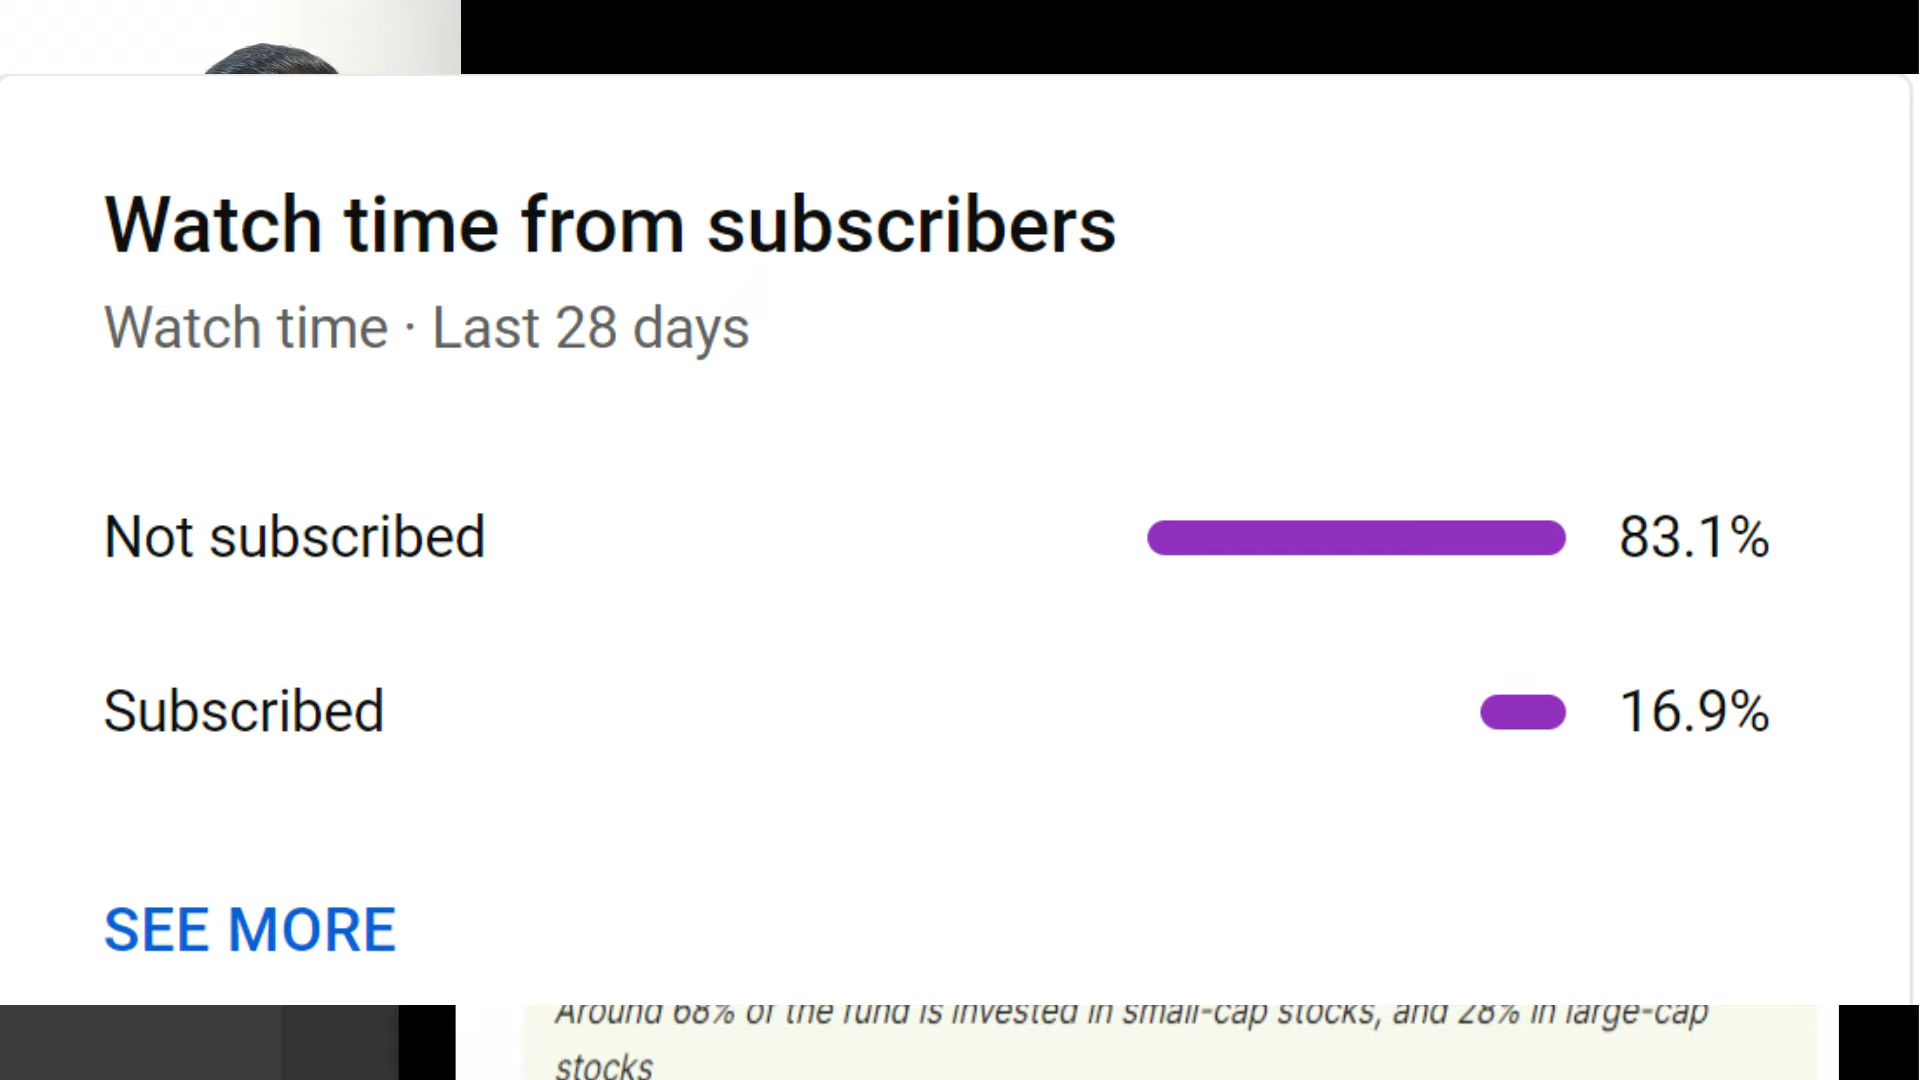 Watch time from subscribers
Watch time · Last 28 days
Not subscribed 83.1%
Subscribed 16.9%
SEE MORE
Around 68% of the fund is invested in small-cap stocks, and 28% in large-cap
stocks